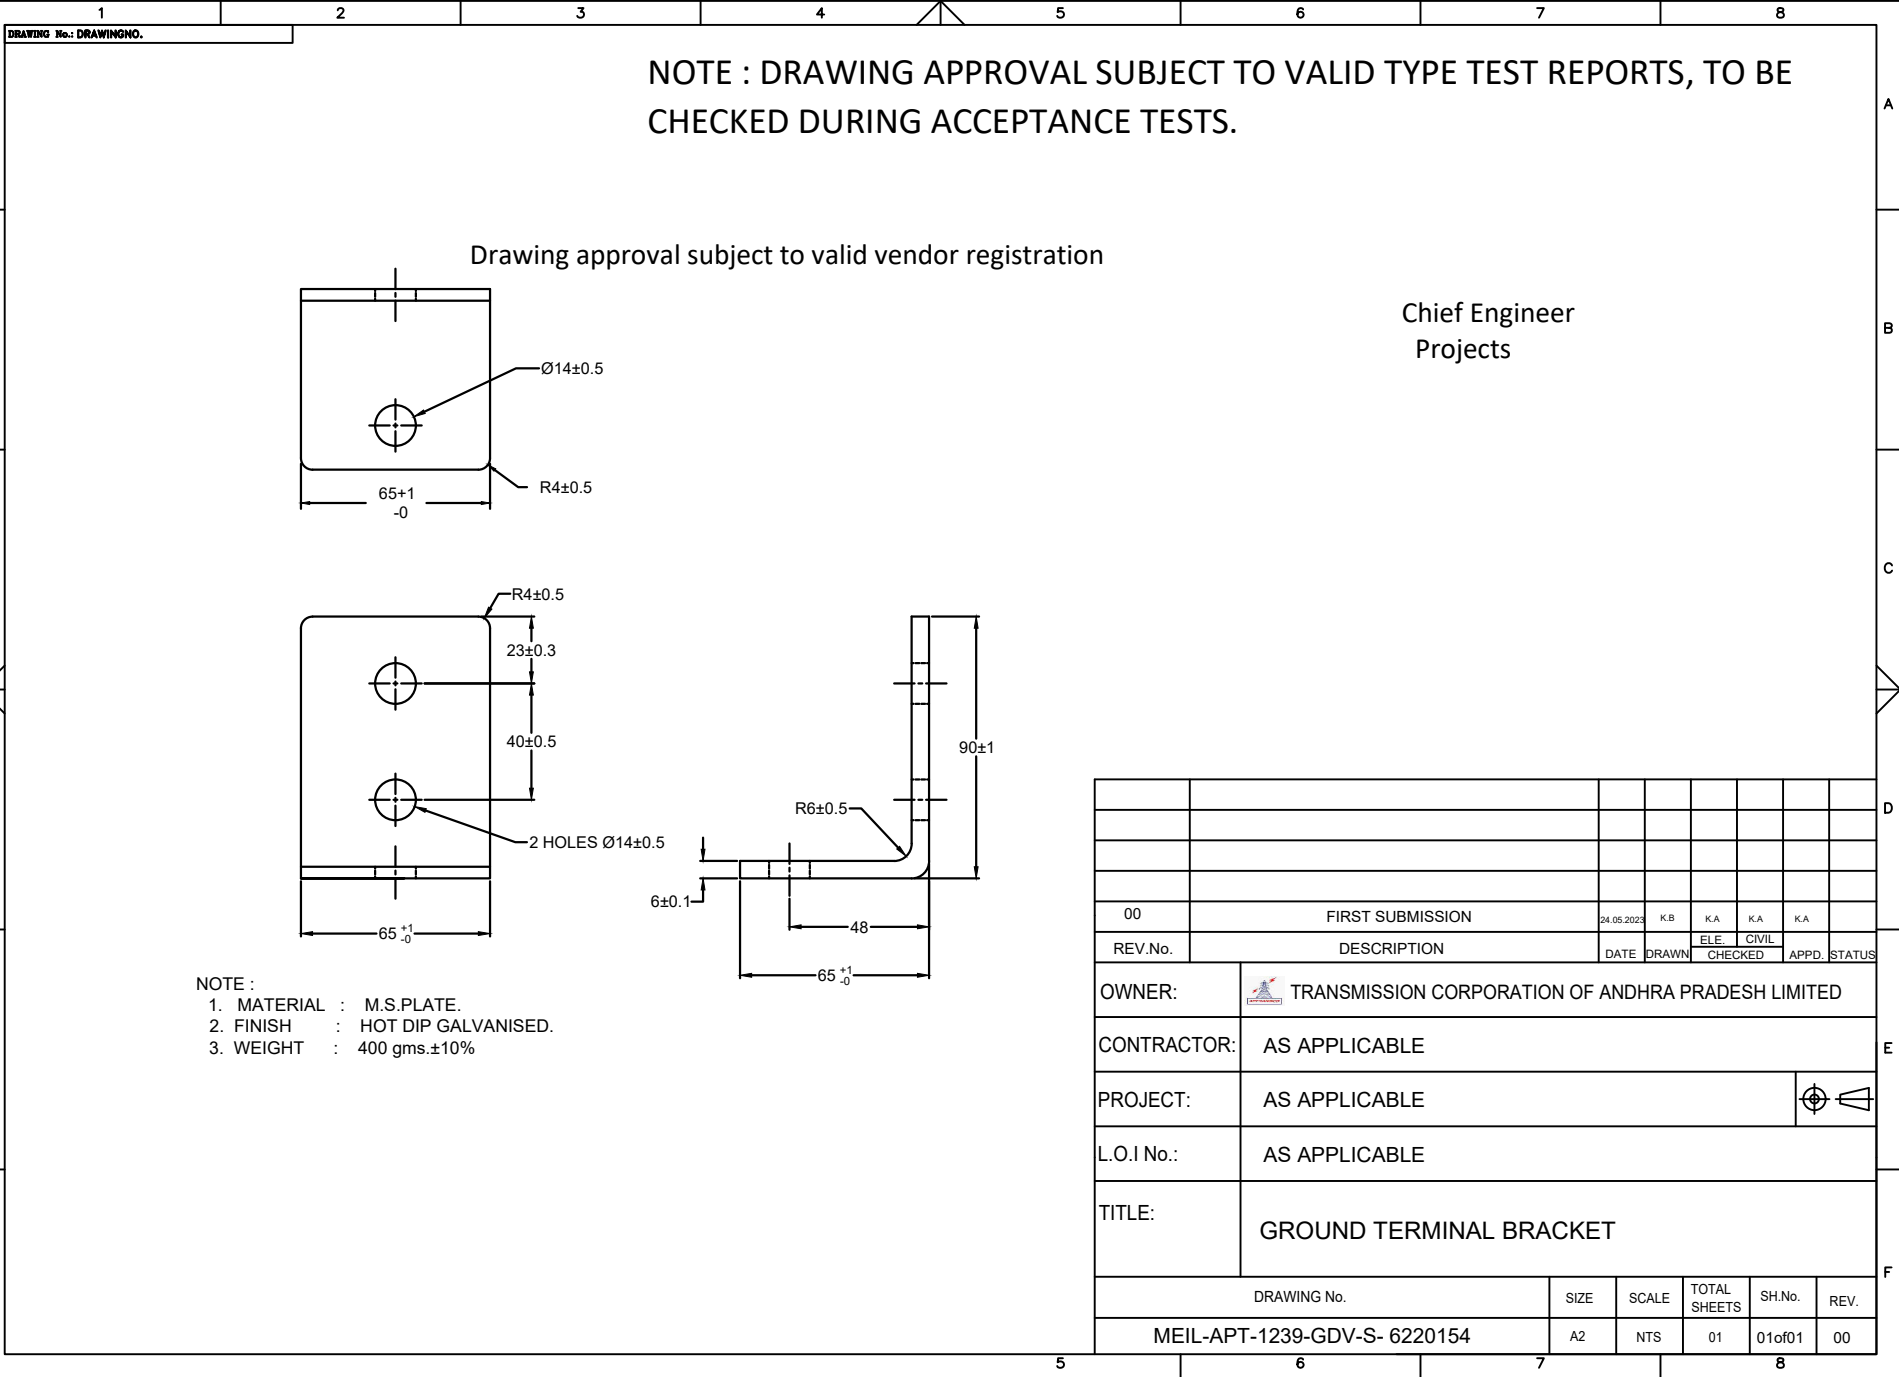 1 2 3 4 5 6 7 8
DRAWING No.: DRAWINGNO.
NOTE : DRAWING APPROVAL SUBJECT TO VALID TYPE TEST REPORTS, TO BE
CHECKED DURING ACCEPTANCE TESTS.
A
Drawing approval subject to valid vendor registration
Chief Engineer
Projects
B
Ø14±0.5
R4±0.5
65+1
-0
C
R4±0.5
23±0.3
40±0.5
2 HOLES Ø14±0.5
65 +1
-0
90±1
R6±0.5
6±0.1
48
65 +1
-0
D
NOTE :
1. MATERIAL : M.S.PLATE.
2. FINISH : HOT DIP GALVANISED.
3. WEIGHT : 400 gms.±10%
00 FIRST SUBMISSION 24.05.2023 K.B K.A K.A K.A
REV.No. DESCRIPTION DATE DRAWN ELE. CIVIL CHECKED APPD. STATUS
OWNER: TRANSMISSION CORPORATION OF ANDHRA PRADESH LIMITED
CONTRACTOR: AS APPLICABLE
E
PROJECT: AS APPLICABLE
L.O.I No.: AS APPLICABLE
TITLE: GROUND TERMINAL BRACKET
F
DRAWING No. SIZE SCALE TOTAL SHEETS SH.No. REV.
MEIL-APT-1239-GDV-S- 6220154 A2 NTS 01 01of01 00
5 6 7 8